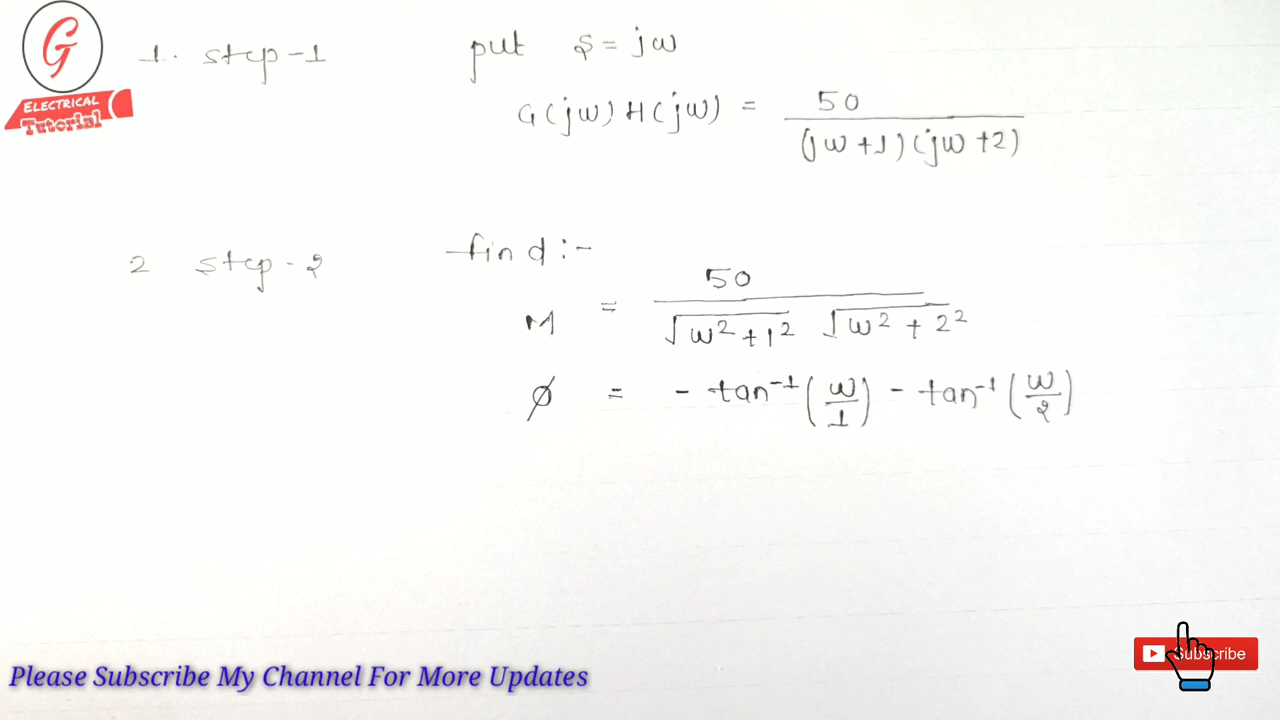 G
ELECTRICAL
Tutorial
1. step-1 put s = jω
G(jω) H(jω) = 50 / (jω+1)(jω+2)
2 step-2 find :-
M = 50 / √ω²+1² √ω²+2²
Ø = - tan⁻¹(ω/1) - tan⁻¹(ω/2)
Please Subscribe My Channel For More Updates
Subscribe